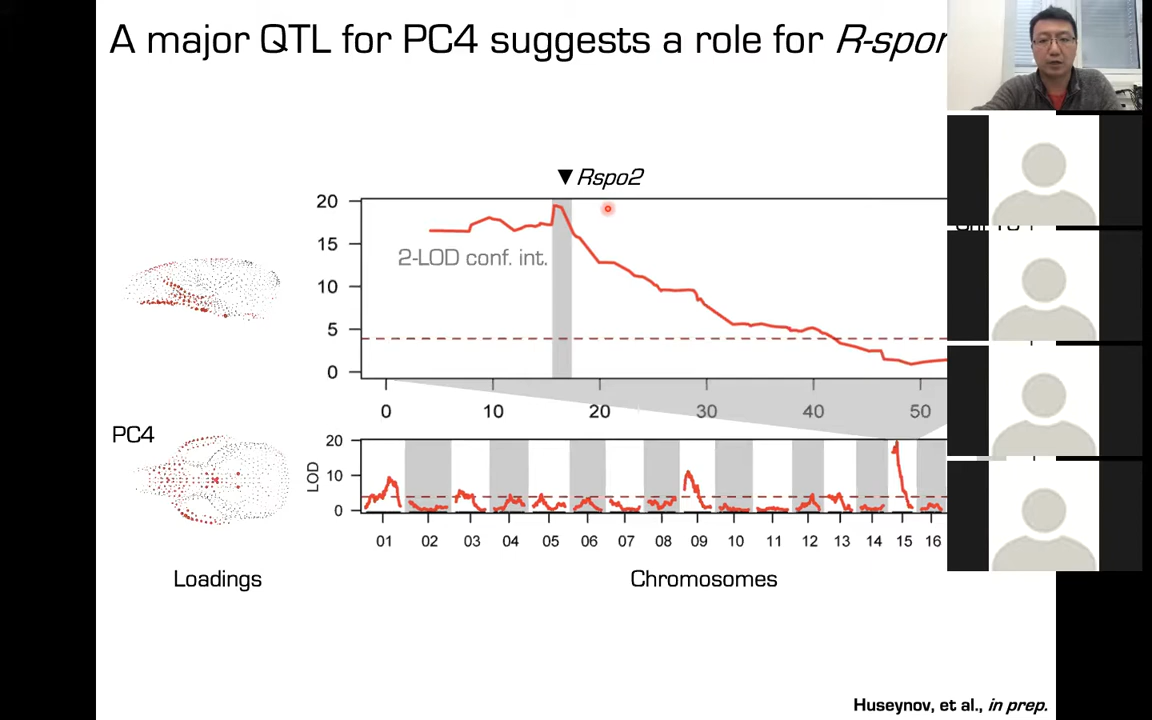 A major QTL for PC4 suggests a role for R-spon
▼ Rspo2
20
15
10
5
0
2-LOD conf. int.
0 10 20 30 40 50
PC4
LOD
20
10
0
01 02 03 04 05 06 07 08 09 10 11 12 13 14 15 16
Loadings
Chromosomes
Huseynov, et al., in prep.